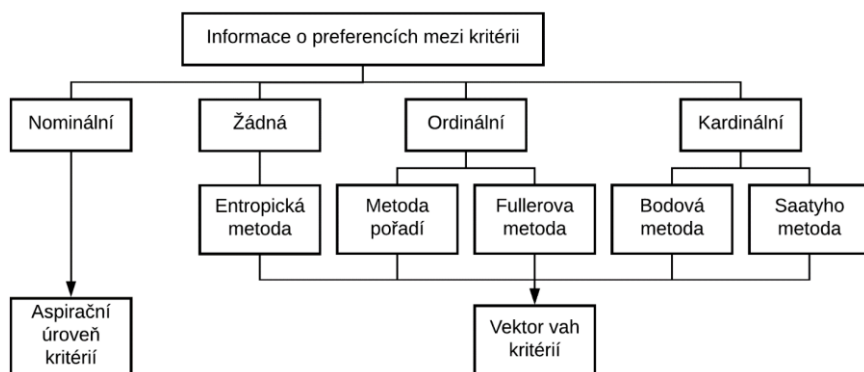 Informace o preferencích mezi kritérii
Nominální
Žádná
Ordinální
Kardinální
Entropická
metoda
Metoda
pořadí
Fullerova
metoda
Bodová
metoda
Saatyho
metoda
Aspirační
úroveň
kritérií
Vektor vah
kritérií